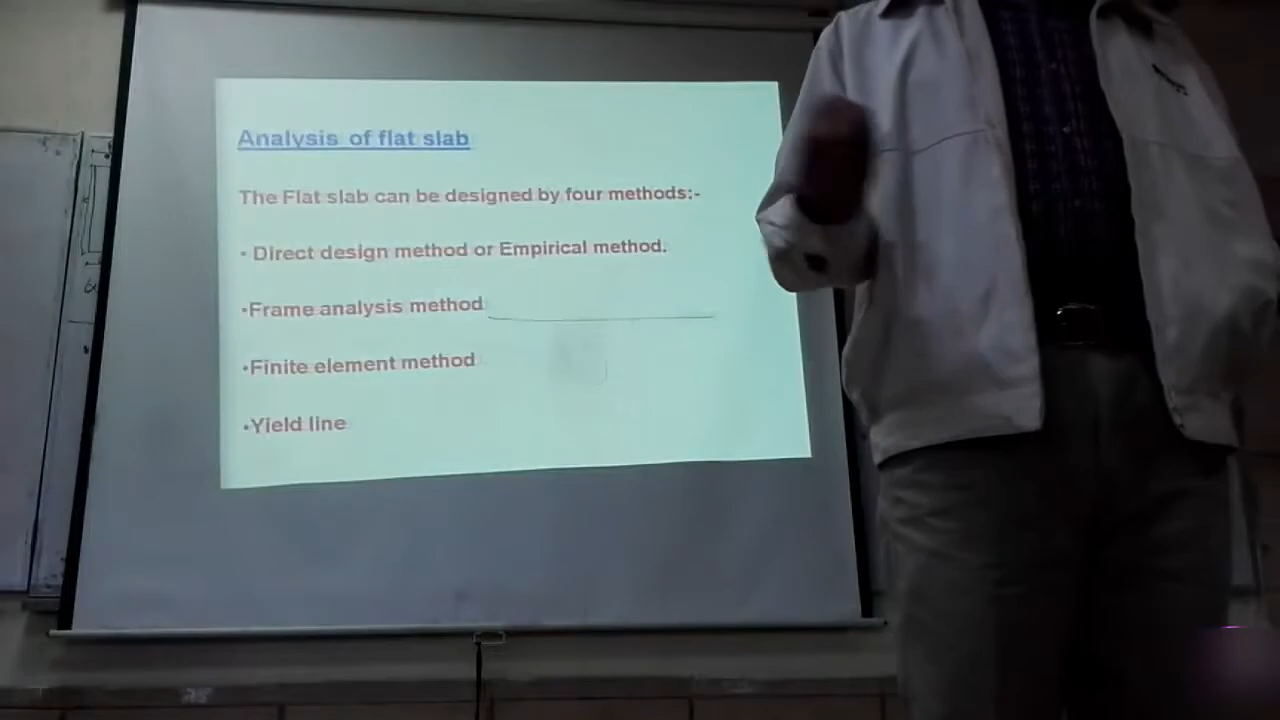 Analysis of flat slab
The Flat slab can be designed by four methods:-
• Direct design method or Empirical method.
•Frame analysis method
•Finite element method
•Yield line